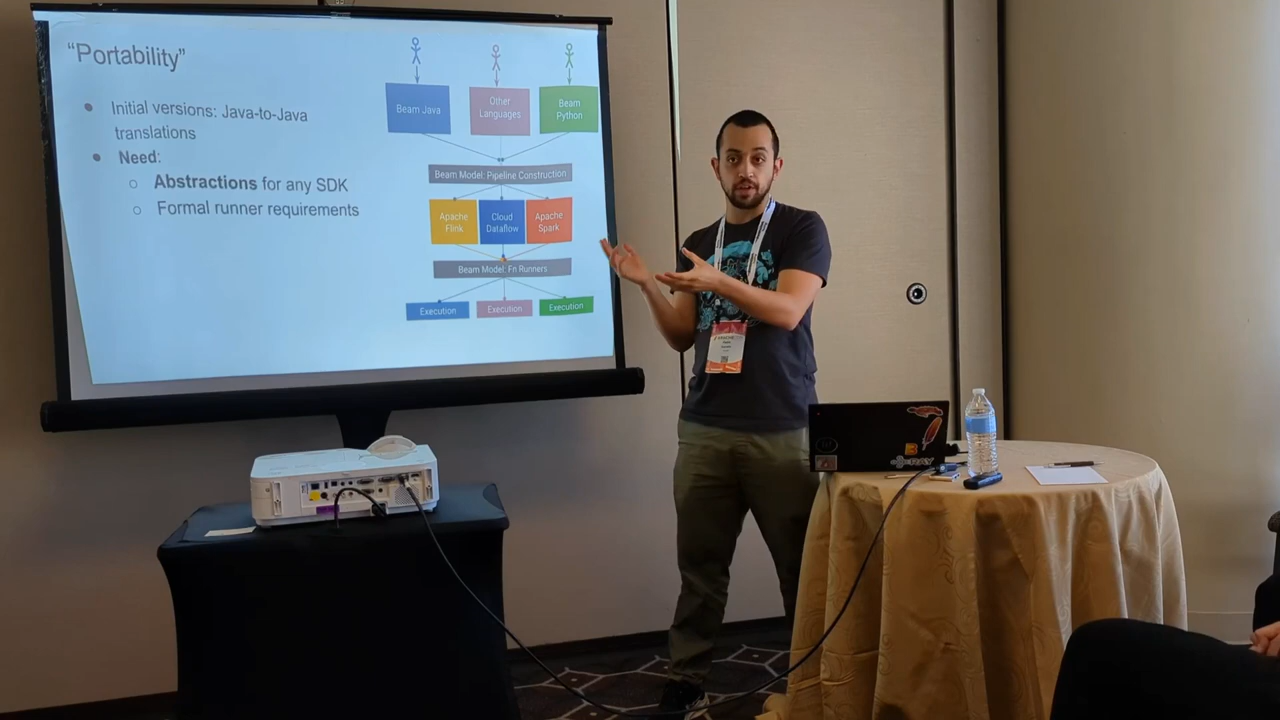 “Portability”
Initial versions: Java-to-Java
translations
Need:
Abstractions for any SDK
Formal runner requirements
Beam Java
Other
Languages
Beam
Python
Beam Model: Pipeline Construction
Apache
Flink
Cloud
Dataflow
Apache
Spark
Beam Model: Fn Runners
Execution
Execution
Execution
B
RAY